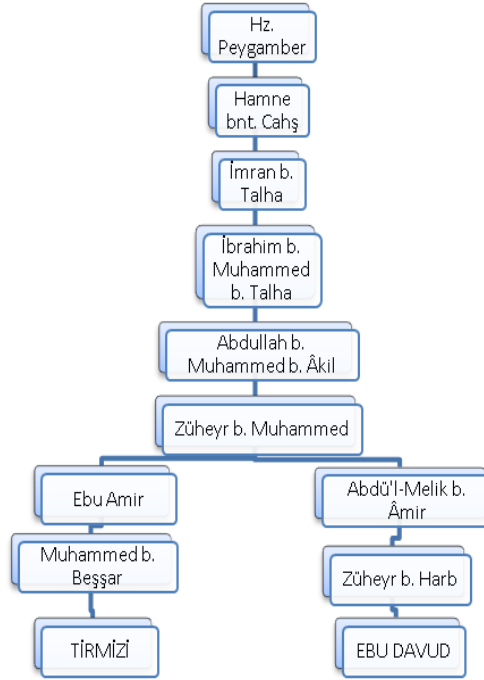 Hz.
Peygamber
Hamne
bnt. Cahş
İmran b.
Talha
İbrahim b.
Muhammed
b. Talha
Abdullah b.
Muhammed b. Âkil
Züheyr b. Muhammed
Ebu Amir
Abdü'l-Melik b.
Âmir
Muhammed b.
Beşşar
Züheyr b. Harb
TİRMİZİ
EBU DAVUD